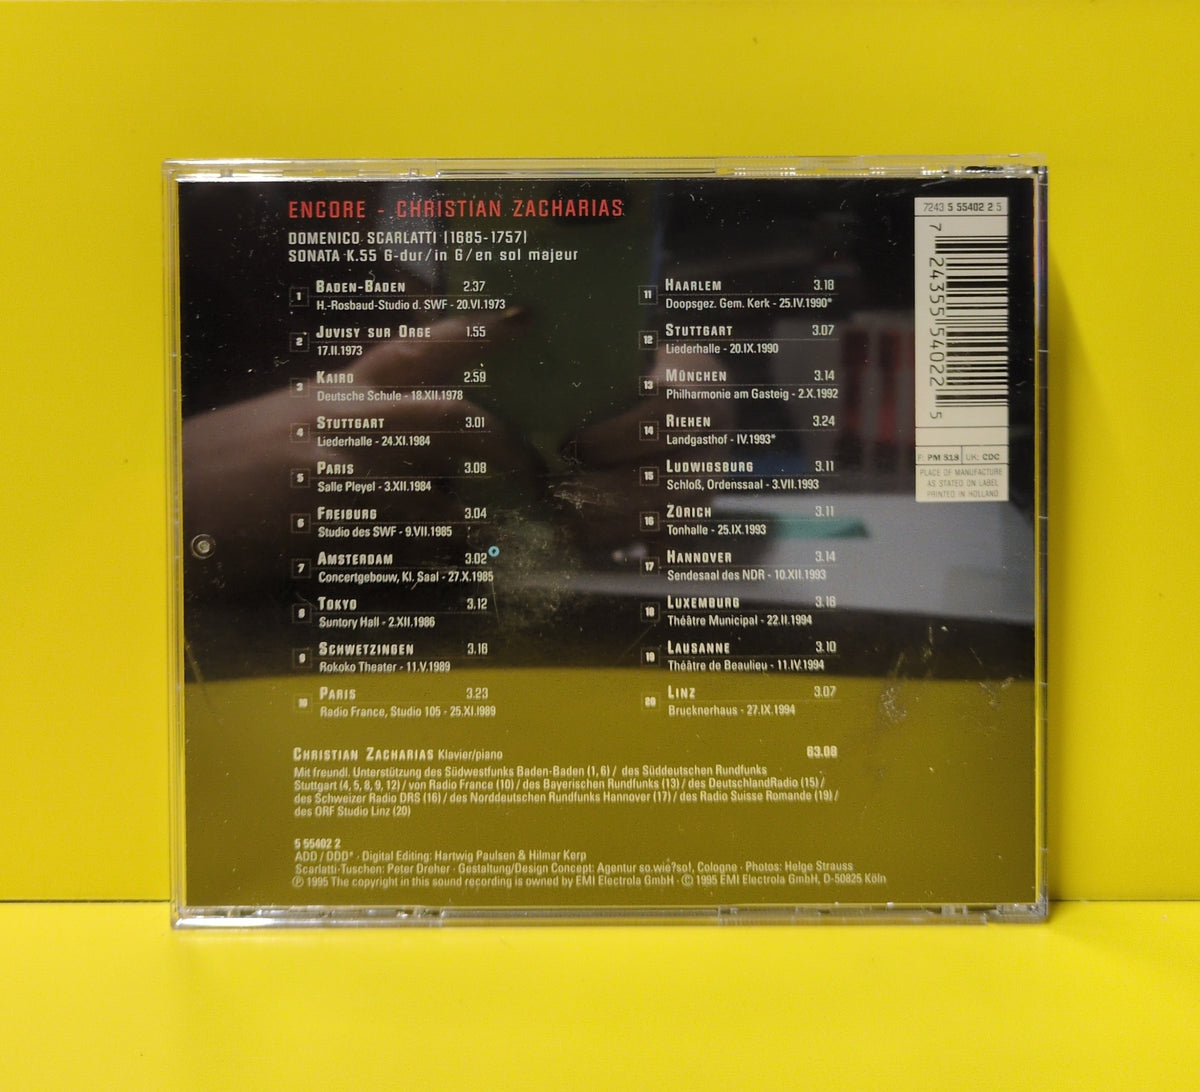 ENCORE - CHRISTIAN ZACHARIAS
DOMENICO SCARLATTI (1685-1757)
SONATA K.55 G-dur/in G/en sol majeur
1 BADEN-BADEN 2.37
H.-Rosbaud-Studio d. SWF - 20.VI.1973
2 JUVISY SUR ORGE 1.55
17.II.1973
3 KAIRO 2.59
Deutsche Schule - 18.XII.1978
4 STUTTGART 3.01
Liederhalle - 24.XI.1984
5 PARIS 3.08
Salle Pleyel - 3.XII.1984
6 FREIBURG 3.04
Studio des SWF - 9.VII.1985
7 AMSTERDAM 3.02
Concertgebouw, Kl. Saal - 27.X.1985
8 TOKYO 3.12
Suntory Hall - 2.XII.1986
9 SCHWETZINGEN 3.16
Rokoko Theater - 11.V.1989
10 PARIS 3.23
Radio France, Studio 105 - 25.XI.1989
11 HAARLEM 3.18
Doopsgez. Gem. Kerk - 25.IV.1990*
12 STUTTGART 3.07
Liederhalle - 20.IX.1990
13 MÜNCHEN 3.14
Philharmonie am Gasteig - 2.X.1992
14 RIEHEN 3.24
Landgasthof - IV.1993*
15 LUDWIGSBURG 3.11
Schloß, Ordenssaal - 3.VII.1993
16 ZÜRICH 3.11
Tonhalle - 25.IX.1993
17 HANNOVER 3.14
Sendesaal des NDR - 10.XII.1993
18 LUXEMBURG 3.16
Théâtre Municipal - 22.II.1994
19 LAUSANNE 3.10
Théâtre de Beaulieu - 11.IV.1994
20 LINZ 3.07
Brucknerhaus - 27.IX.1994
CHRISTIAN ZACHARIAS Klavier/piano 63.08
Mit freundl. Unterstützung des Südwestfunks Baden-Baden (1, 6) / des Süddeutschen Rundfunks
Stuttgart (4, 5, 8, 9, 12) / von Radio France (10) / des Bayerischen Rundfunks (13) / des DeutschlandRadio (15) /
des Schweizer Radio DRS (16) / des Norddeutschen Rundfunks Hannover (17) / des Radio Suisse Romande (19) /
des ORF Studio Linz (20)
5 55402 2
ADD / DDD* · Digital Editing: Hartwig Paulsen & Hilmar Kerp
Scarlatti-Tuschen: Peter Dreher · Gestaltung/Design Concept: Agentur so.wie?so!, Cologne · Photos: Helge Strauss
Ⓟ 1995 The copyright in this sound recording is owned by EMI Electrola GmbH · © 1995 EMI Electrola GmbH, D-50825 Köln
7243 5 55402 2 5
7 24355 54022 5
F: PM 518 UK: CDC
PLACE OF MANUFACTURE
AS STATED ON LABEL
PRINTED IN HOLLAND